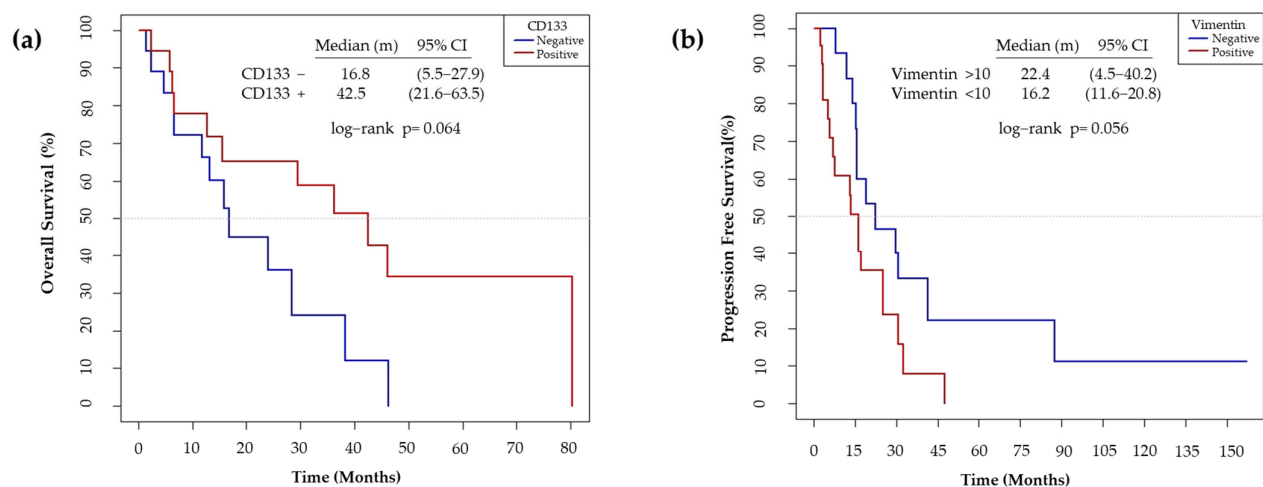 (a)
CD133
Negative
Positive
Median (m) 95% CI
CD133 − 16.8 (5.5–27.9)
CD133 + 42.5 (21.6–63.5)
log−rank p= 0.064
Overall Survival (%)
100
90
80
70
60
50
40
30
20
10
0
0 10 20 30 40 50 60 70 80
Time (Months)
(b)
Vimentin
Negative
Positive
Median (m) 95% CI
Vimentin >10 22.4 (4.5–40.2)
Vimentin <10 16.2 (11.6–20.8)
log−rank p= 0.056
Progression Free Survival(%)
100
90
80
70
60
50
40
30
20
10
0
0 15 30 45 60 75 90 105 120 135 150
Time (Months)